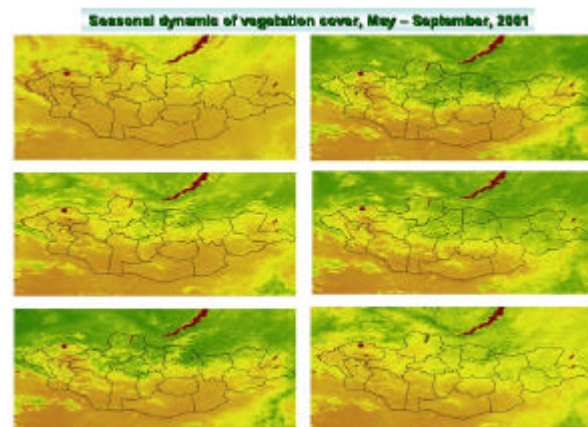 Seasonal dynamic of vegetation cover, May – September, 2001